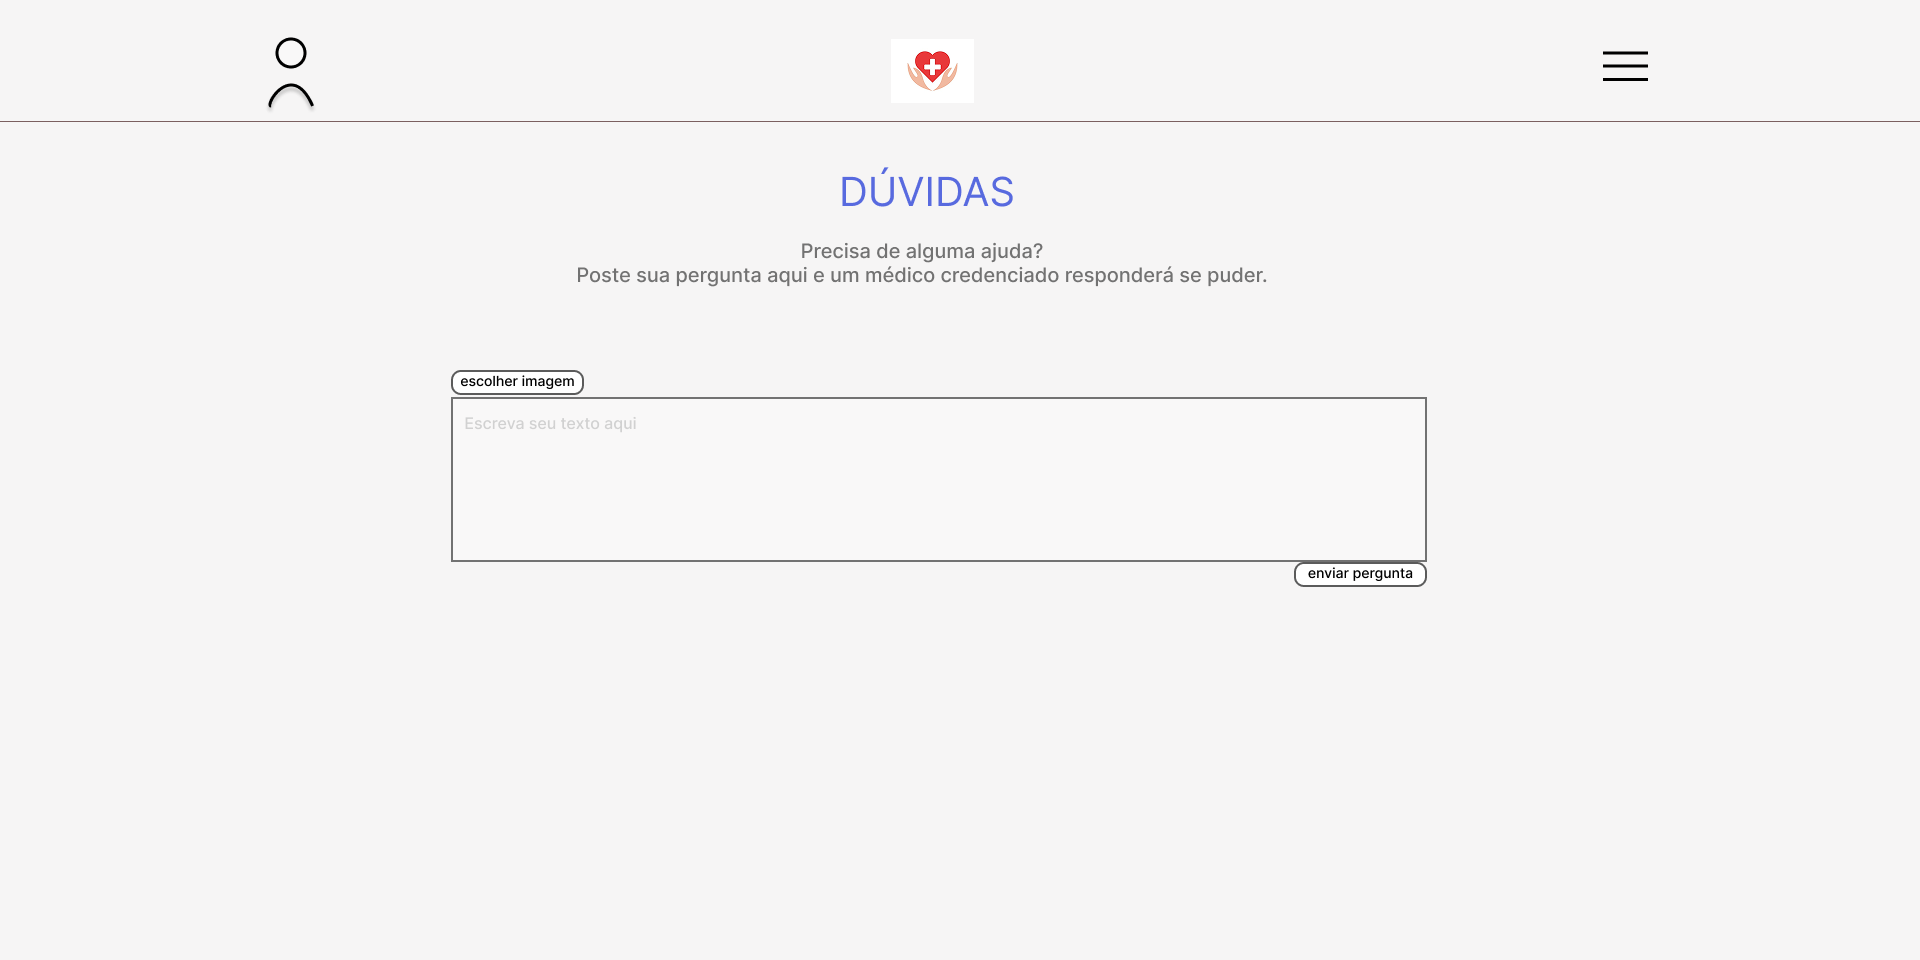 DÚVIDAS
Precisa de alguma ajuda?
Poste sua pergunta aqui e um médico credenciado responderá se puder.
escolher imagem
Escreva seu texto aqui
enviar pergunta